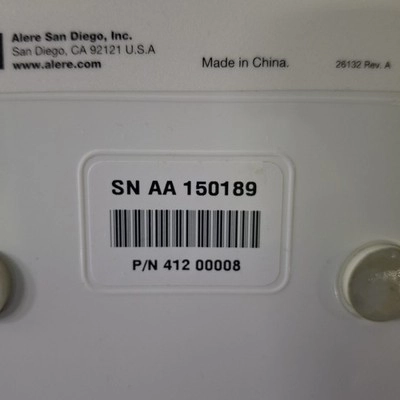 Alere San Diego, Inc.
San Diego, CA 92121 U.S.A
www.alere.com
Made in China.
26132 Rev. A
SN AA 150189
P/N 412 00008